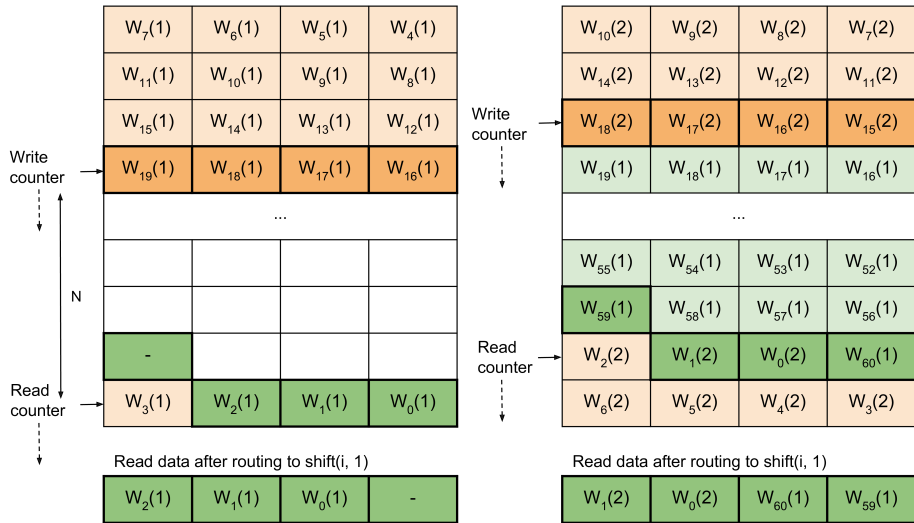 W7(1) W6(1) W5(1) W4(1)
W11(1) W10(1) W9(1) W8(1)
W15(1) W14(1) W13(1) W12(1)
Write
counter
W19(1) W18(1) W17(1) W16(1)
...
N
-
Read
counter
W3(1) W2(1) W1(1) W0(1)
Read data after routing to shift(i, 1)
W2(1) W1(1) W0(1) -
W10(2) W9(2) W8(2) W7(2)
W14(2) W13(2) W12(2) W11(2)
Write
counter
W18(2) W17(2) W16(2) W15(2)
W19(1) W18(1) W17(1) W16(1)
...
W55(1) W54(1) W53(1) W52(1)
W59(1) W58(1) W57(1) W56(1)
Read
counter
W2(2) W1(2) W0(2) W60(1)
W6(2) W5(2) W4(2) W3(2)
Read data after routing to shift(i, 1)
W1(2) W0(2) W60(1) W59(1)